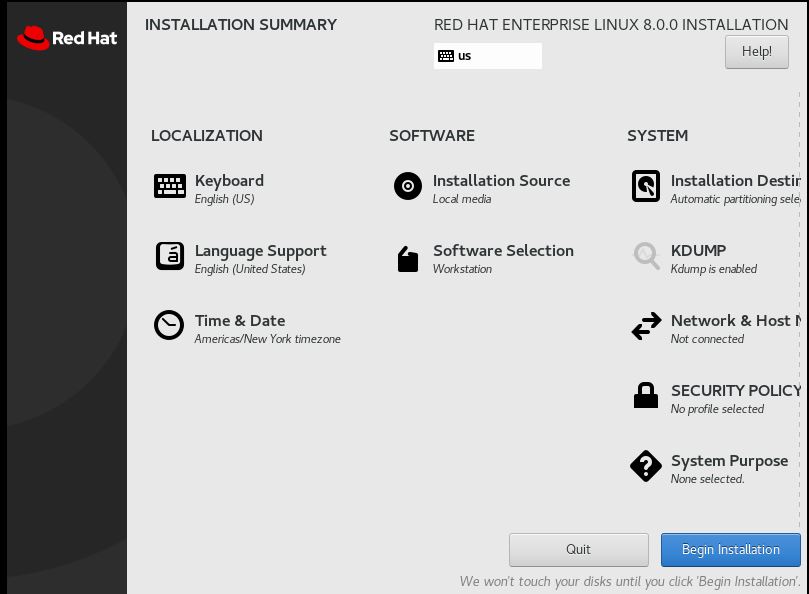 Red Hat
INSTALLATION SUMMARY
RED HAT ENTERPRISE LINUX 8.0.0 INSTALLATION
us
Help!
LOCALIZATION
Keyboard
English (US)
Language Support
English (United States)
Time & Date
Americas/New York timezone
SOFTWARE
Installation Source
Local media
Software Selection
Workstation
SYSTEM
Installation Destin
Automatic partitioning sele
KDUMP
Kdump is enabled
Network & Host N
Not connected
SECURITY POLICY
No profile selected
System Purpose
None selected.
Quit
Begin Installation
We won't touch your disks until you click 'Begin Installation'.